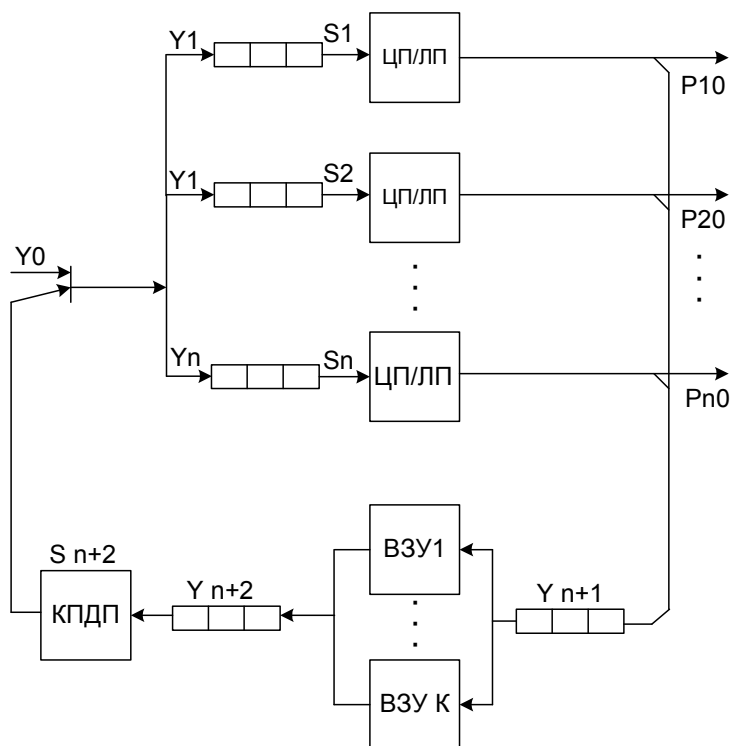 Y1
S1
ЦП/ЛП
P10
Y1
S2
ЦП/ЛП
P20
Y0
Yn
Sn
ЦП/ЛП
Pn0
S n+2
КПДП
Y n+2
ВЗУ1
Y n+1
ВЗУ К